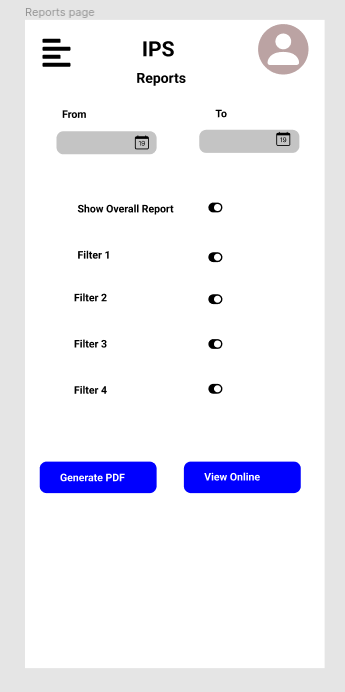 Reports page
IPS
Reports
From To
19 19
Show Overall Report
Filter 1
Filter 2
Filter 3
Filter 4
Generate PDF View Online